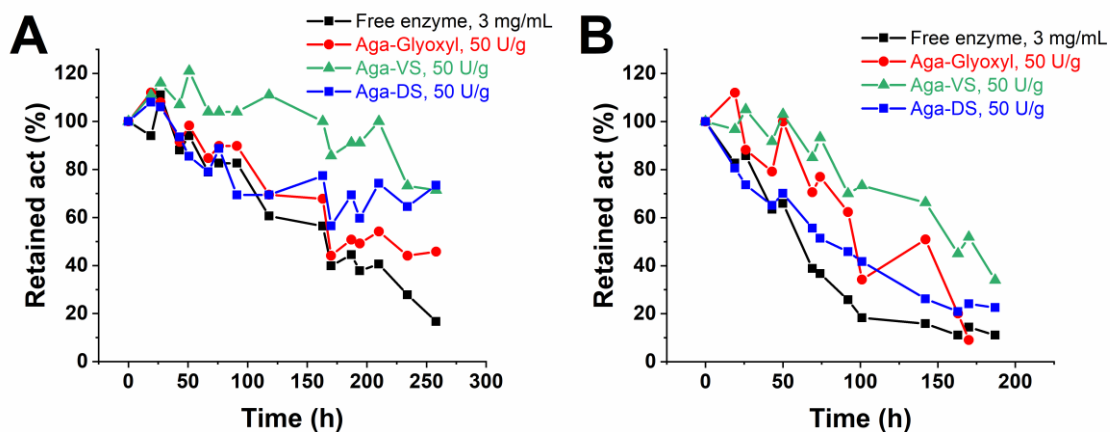 A
Free enzyme, 3 mg/mL
Aga-Glyoxyl, 50 U/g
Aga-VS, 50 U/g
Aga-DS, 50 U/g
Retained act (%)
120
100
80
60
40
20
0
0 50 100 150 200 250 300
Time (h)
B
Free enzyme, 3 mg/mL
Aga-Glyoxyl, 50 U/g
Aga-VS, 50 U/g
Aga-DS, 50 U/g
Retained act (%)
120
100
80
60
40
20
0
0 50 100 150 200
Time (h)